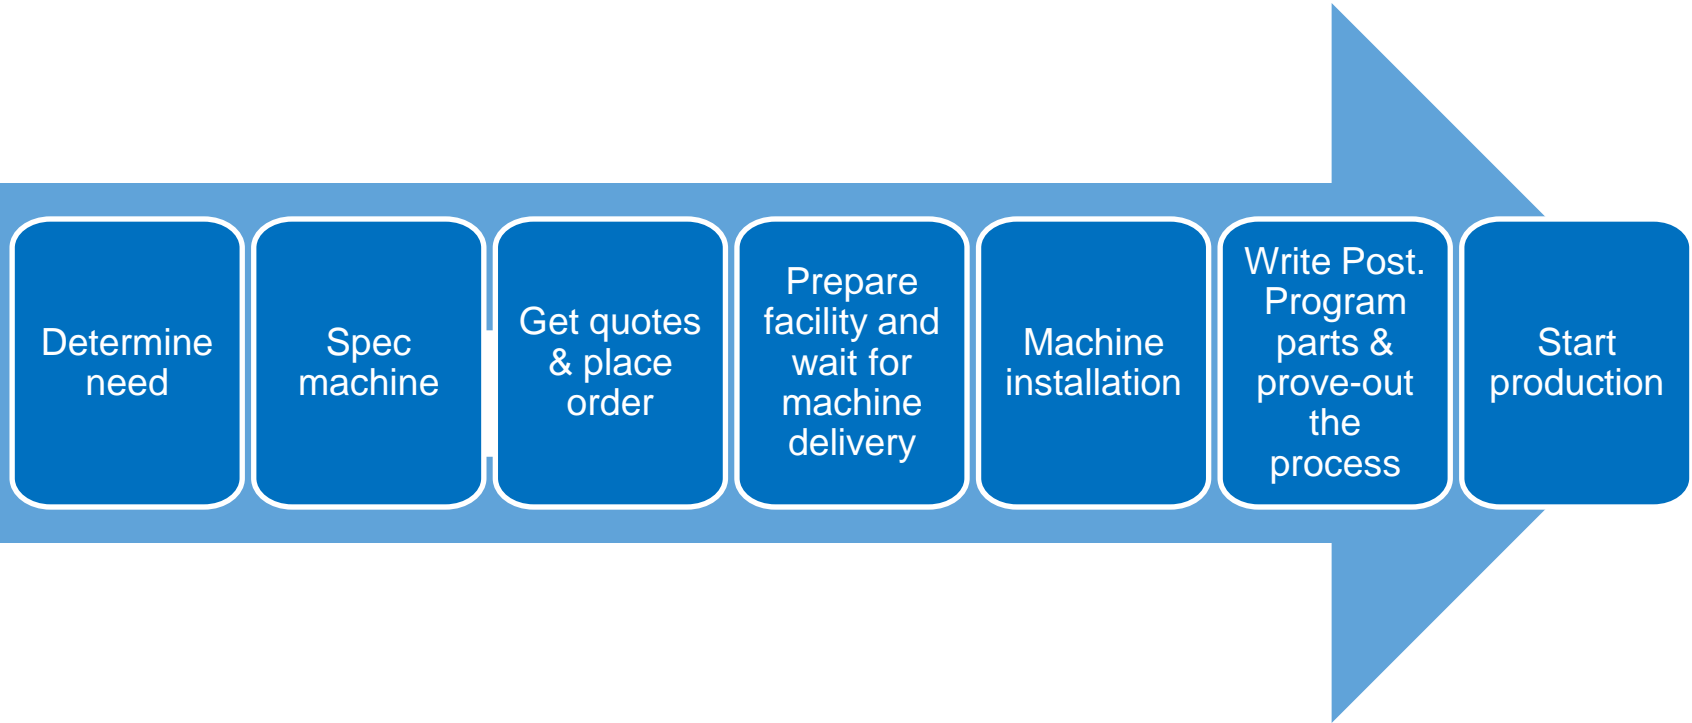 Determine
need
Spec
machine
Get quotes
& place
order
Prepare
facility and
wait for
machine
delivery
Machine
installation
Write Post.
Program
parts &
prove-out
the
process
Start
production